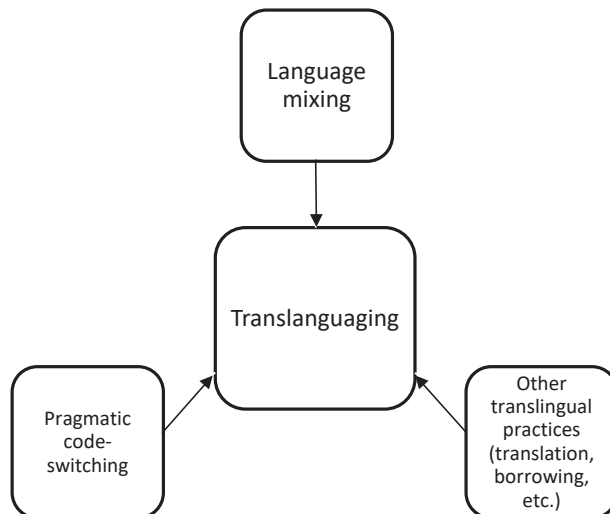 Language
mixing
Translanguaging
Pragmatic
code-
switching
Other
translingual
practices
(translation,
borrowing,
etc.)